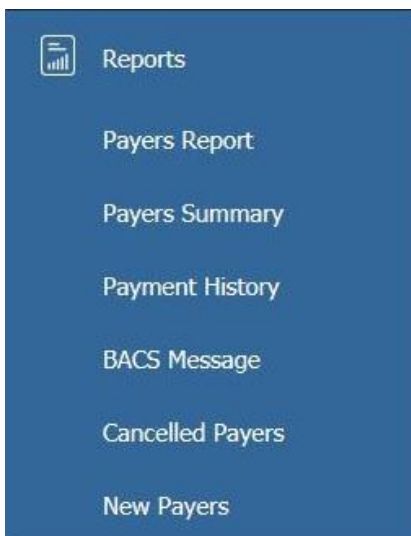 Reports
Payers Report
Payers Summary
Payment History
BACS Message
Cancelled Payers
New Payers